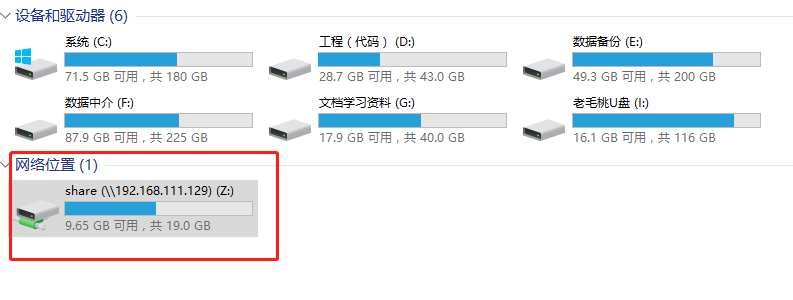 设备和驱动器 (6)
系统 (C:)
71.5 GB 可用，共 180 GB
工程（代码）(D:)
28.7 GB 可用，共 43.0 GB
数据备份 (E:)
49.3 GB 可用，共 200 GB
数据中介 (F:)
87.9 GB 可用，共 225 GB
文档学习资料 (G:)
17.9 GB 可用，共 40.0 GB
老毛桃U盘 (I:)
16.1 GB 可用，共 116 GB
网络位置 (1)
share (\\192.168.111.129) (Z:)
9.65 GB 可用，共 19.0 GB